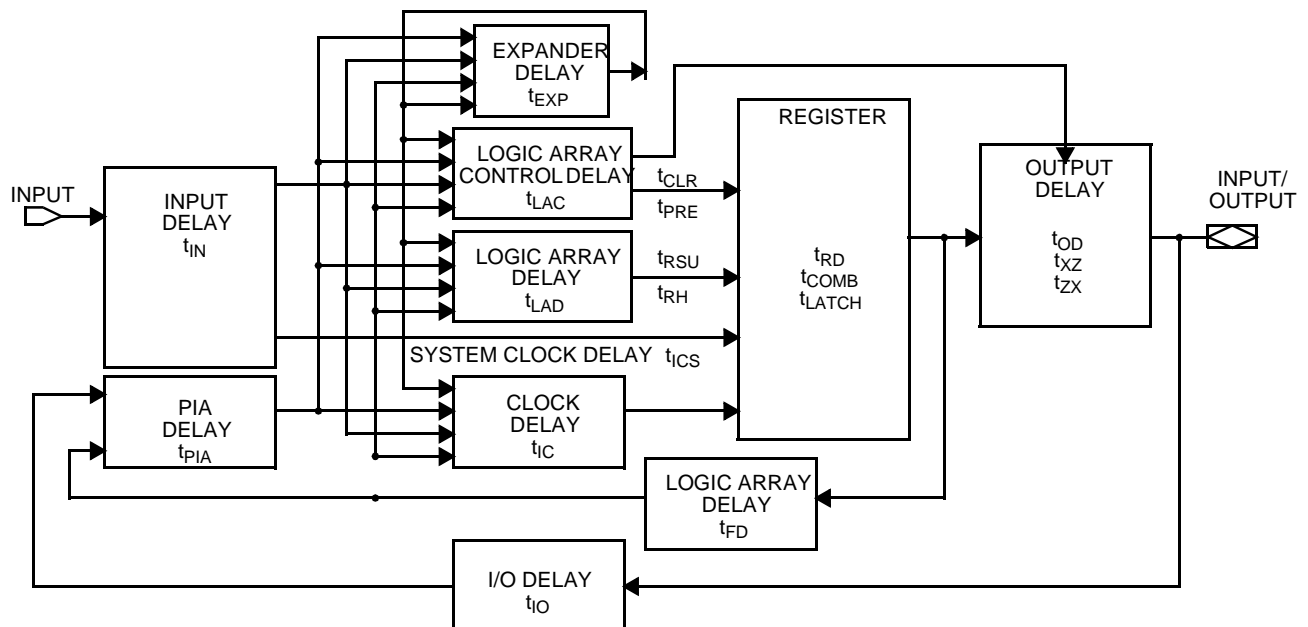 EXPANDER
DELAY
tEXP
REGISTER
LOGIC ARRAY
CONTROL DELAY
tLAC
tCLR
tPRE
OUTPUT
DELAY
tOD
tXZ
tZX
INPUT/
OUTPUT
INPUT
INPUT
DELAY
tIN
LOGIC ARRAY
DELAY
tLAD
tRSU
tRH
tRD
tCOMB
tLATCH
SYSTEM CLOCK DELAY tICS
PIA
DELAY
tPIA
CLOCK
DELAY
tIC
LOGIC ARRAY
DELAY
tFD
I/O DELAY
tIO